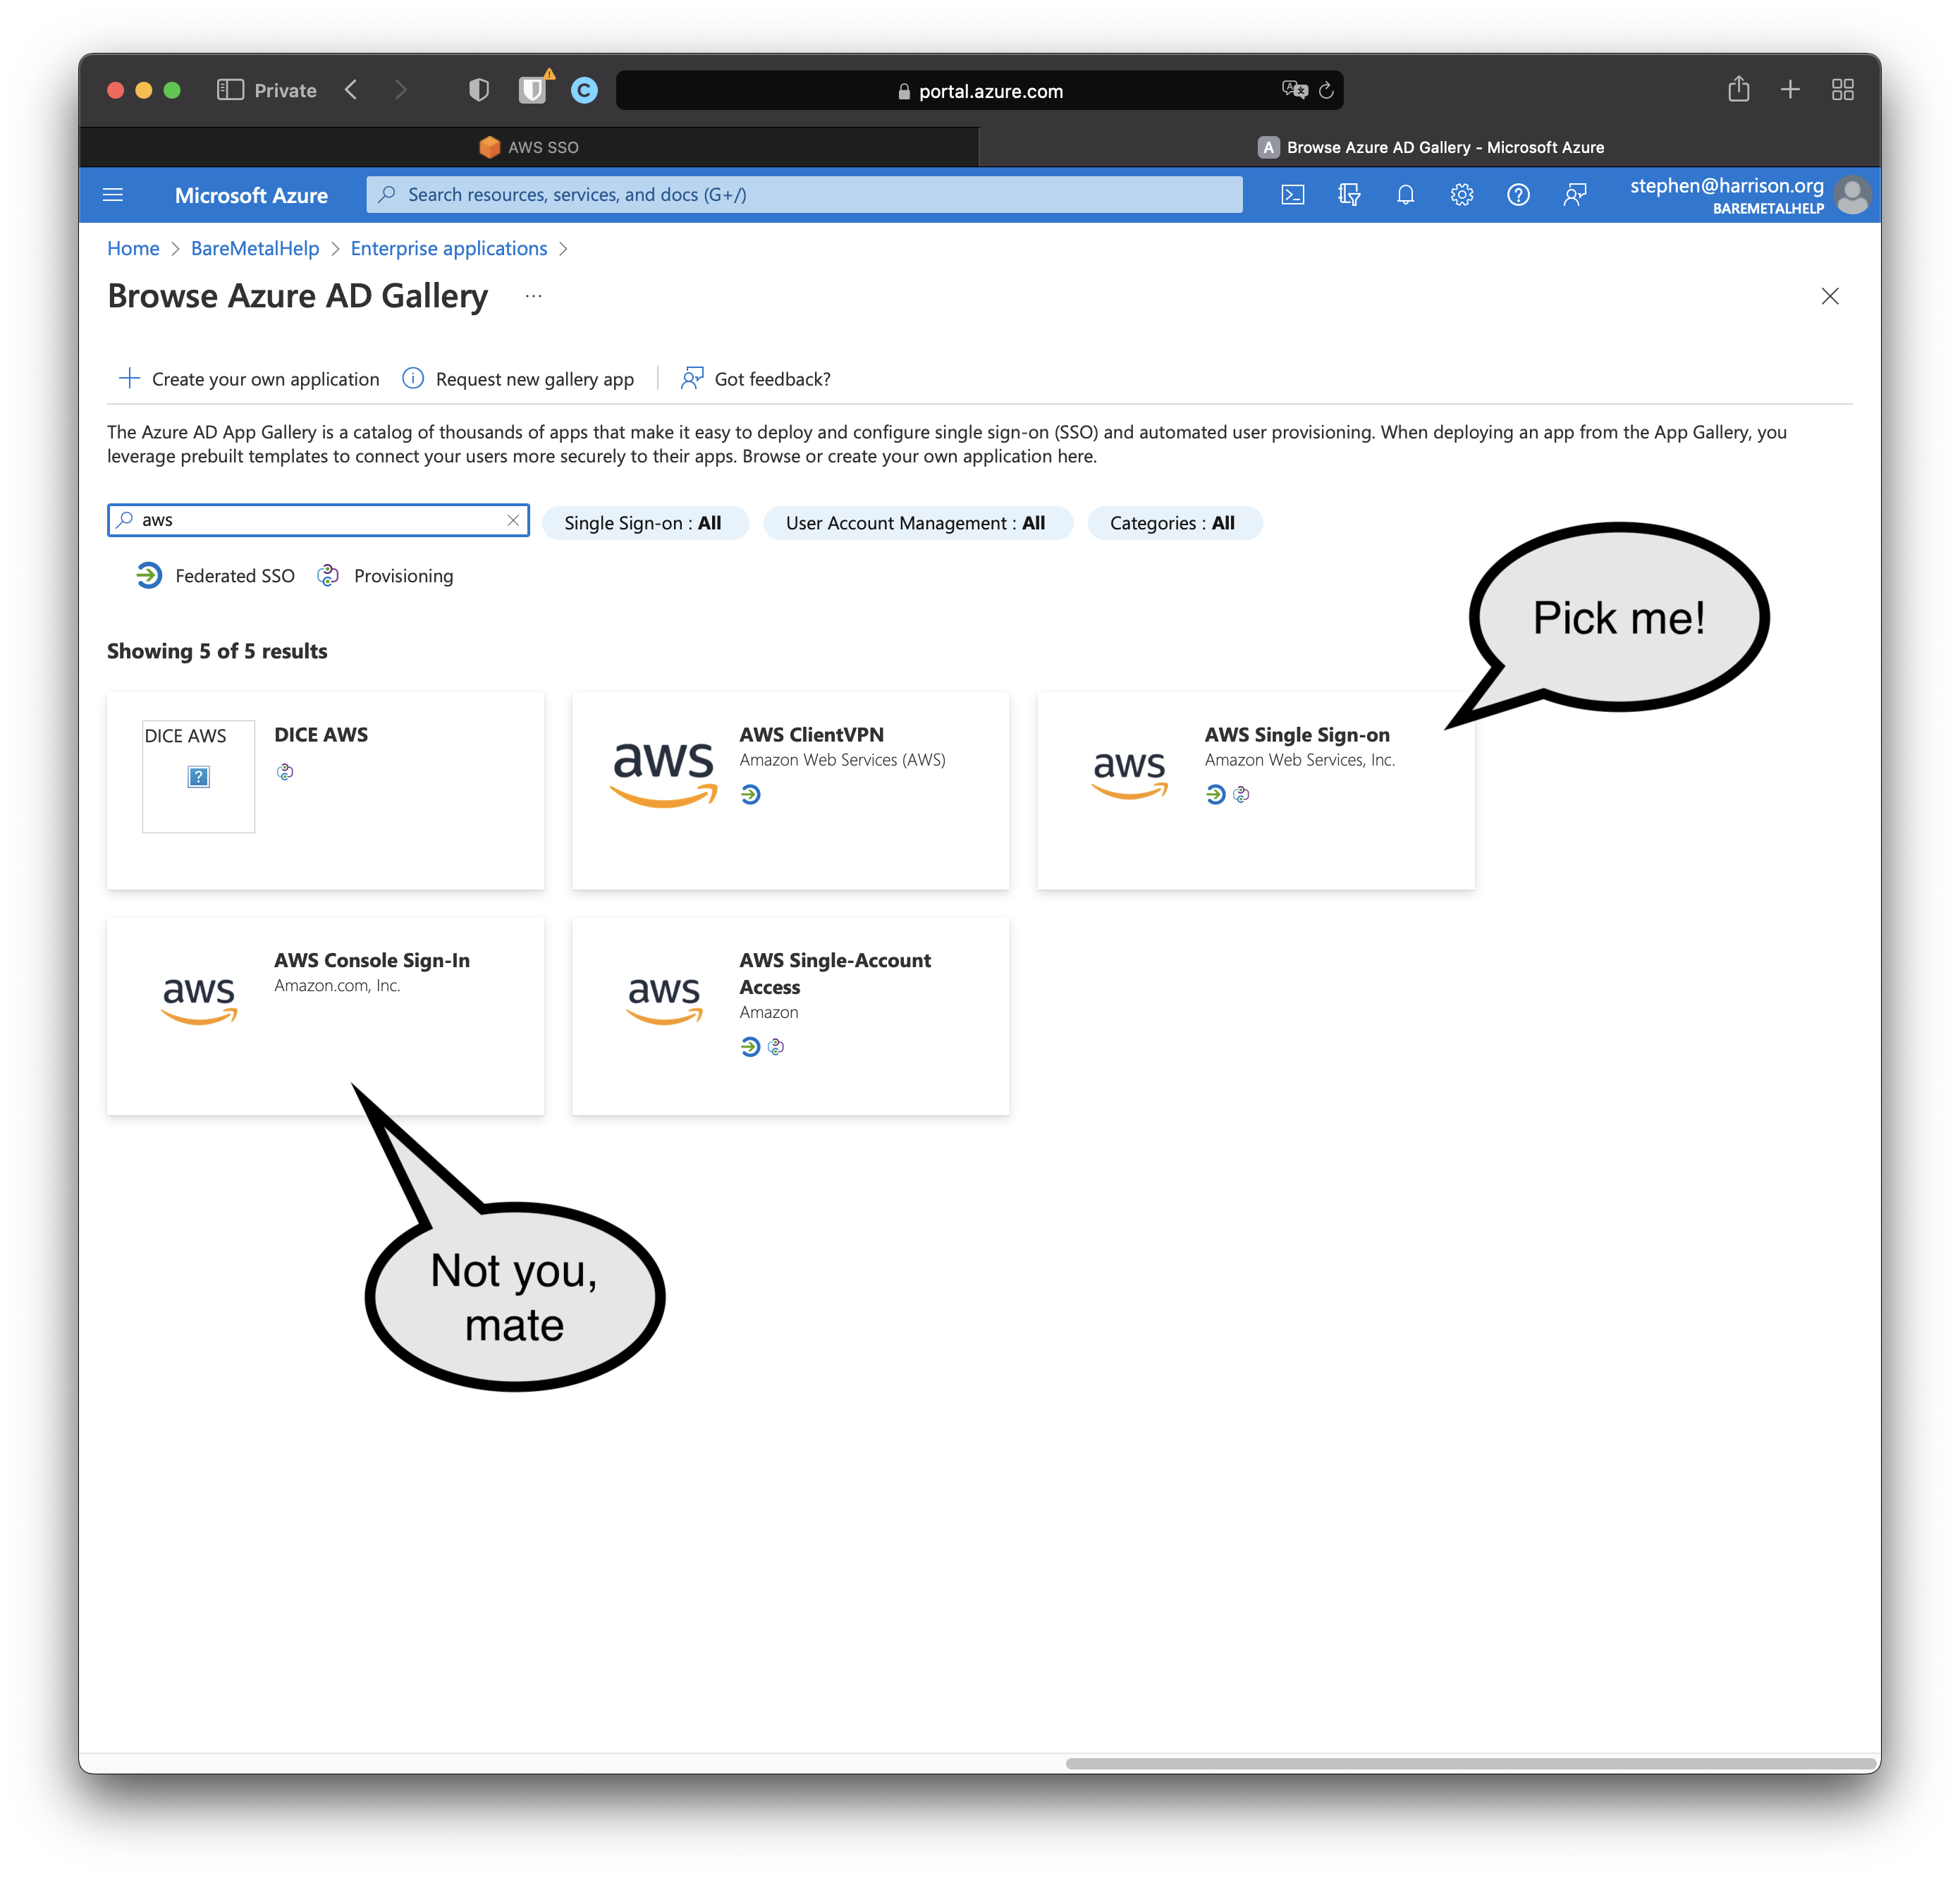 Private
portal.azure.com
AWS SSO
A Browse Azure AD Gallery - Microsoft Azure
Microsoft Azure
Search resources, services, and docs (G+/)
stephen@harrison.org
BAREMETALHELP
Home > BareMetalHelp > Enterprise applications >
Browse Azure AD Gallery ...
Create your own application
Request new gallery app
Got feedback?
The Azure AD App Gallery is a catalog of thousands of apps that make it easy to deploy and configure single sign-on (SSO) and automated user provisioning. When deploying an app from the App Gallery, you
leverage prebuilt templates to connect your users more securely to their apps. Browse or create your own application here.
aws
Single Sign-on : All
User Account Management : All
Categories : All
Federated SSO
Provisioning
Pick me!
Showing 5 of 5 results
DICE AWS
DICE AWS
aws
AWS ClientVPN
Amazon Web Services (AWS)
aws
AWS Single Sign-on
Amazon Web Services, Inc.
aws
AWS Console Sign-In
Amazon.com, Inc.
aws
AWS Single-Account
Access
Amazon
Not you,
mate